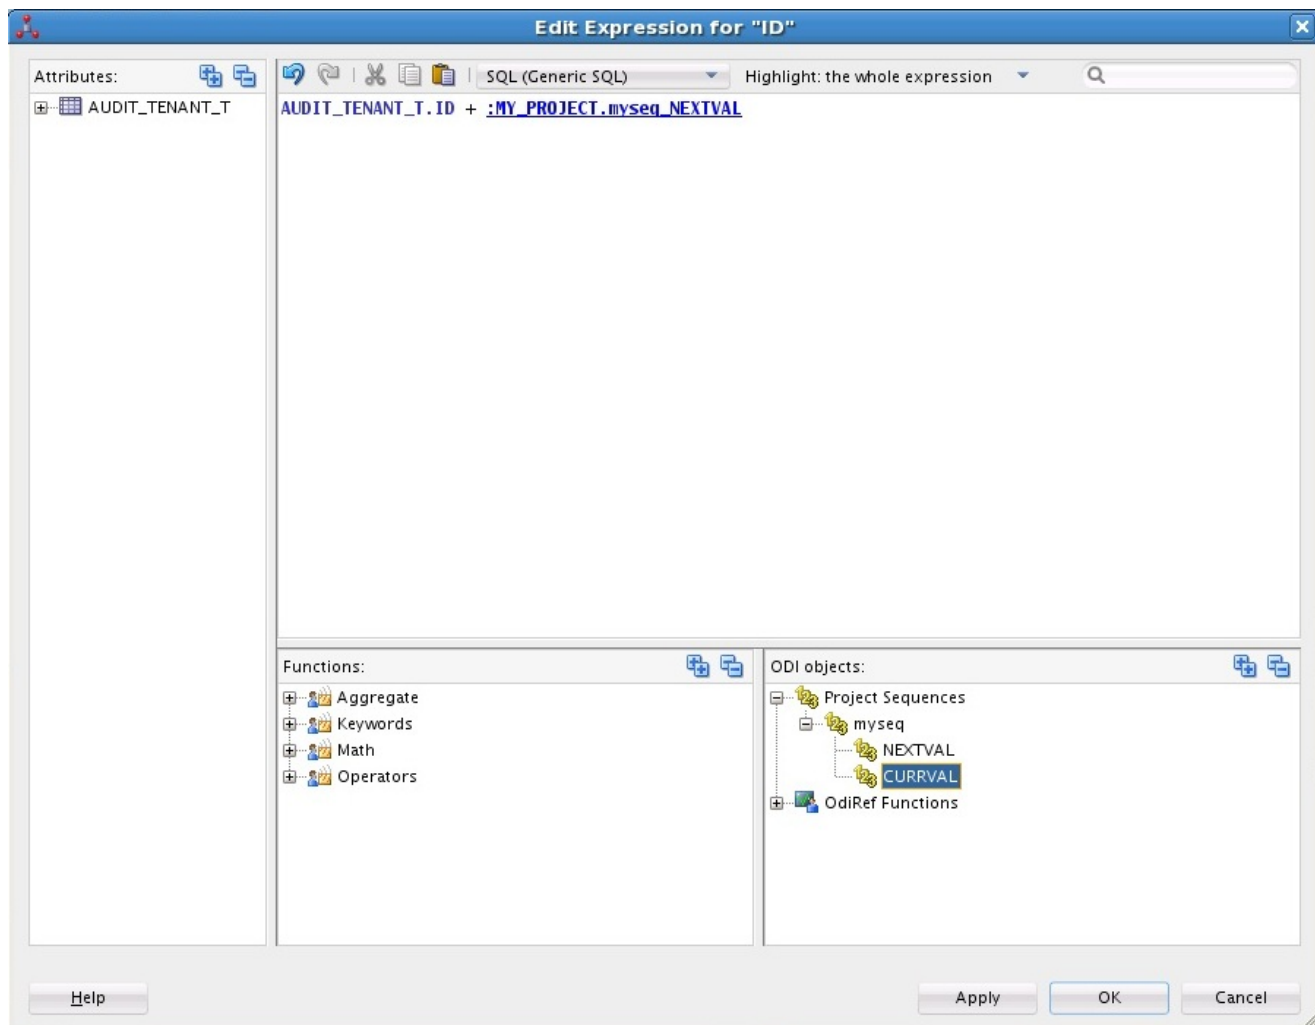 Edit Expression for "ID"
Attributes:
SQL (Generic SQL)
Highlight: the whole expression
AUDIT_TENANT_T
AUDIT_TENANT_T.ID + :MY_PROJECT.myseq_NEXTVAL
Functions:
Aggregate
Keywords
Math
Operators
ODI objects:
Project Sequences
myseq
NEXTVAL
CURRVAL
OdiRef Functions
Help
Apply
OK
Cancel